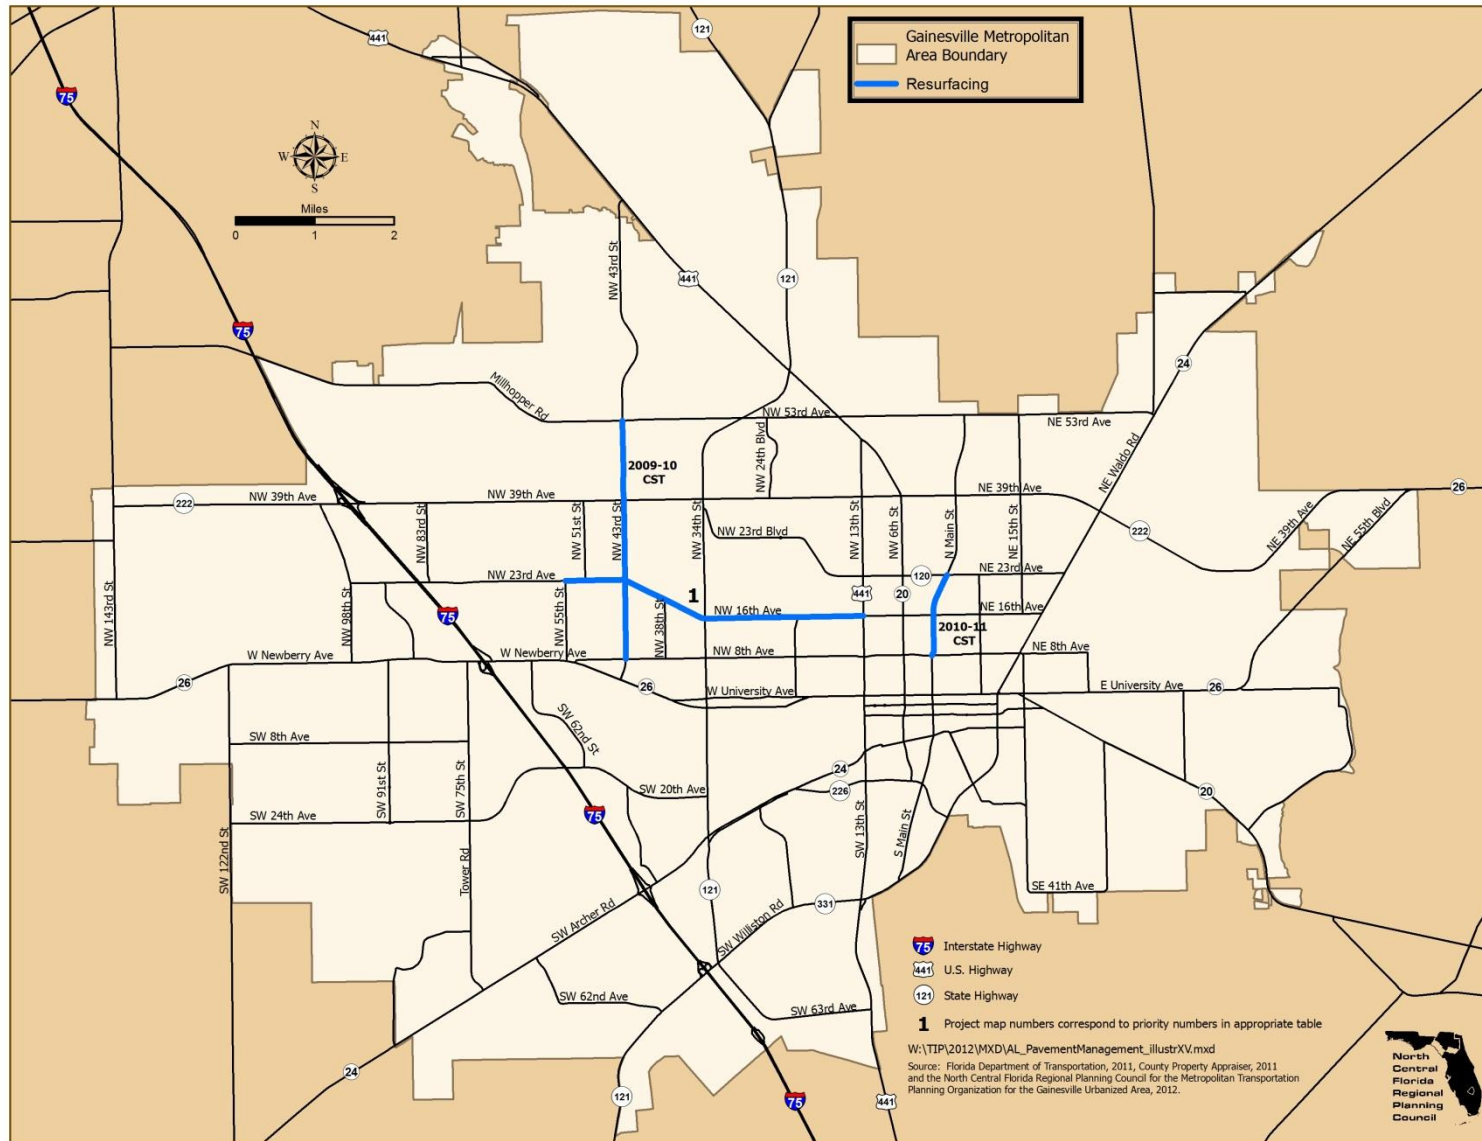 441
121
Gainesville Metropolitan
Area Boundary
Resurfacing
75
N
W E
S
Miles
0 1 2
NW 43rd St
441
121
75
24
Millhopper Rd
NW 53rd Ave
NE 53rd Ave
2009-10
CST
NW 24th Blvd
NE Waldo Rd
222
NW 39th Ave
NW 39th Ave
NE 39th Ave
26
NW 83rd St
NW 51st St
NW 43rd St
NW 34th St
NW 23rd Blvd
NW 13th St
NW 6th St
N Main St
NE 15th St
222
NE 39th Ave
NE 55th Blvd
NW 23rd Ave
120
NE 23rd Ave
NW 143rd St
NW 98th St
75
NW 55th St
NW 38th St
1
NW 16th Ave
441
20
NE 16th Ave
2010-11
CST
W Newberry Ave
W Newberry Ave
NW 8th Ave
NE 8th Ave
26
26
W University Ave
E University Ave
26
SW 8th Ave
SW 62nd St
SW 91st St
SW 75th St
24
226
SW 20th Ave
20
SW 24th Ave
75
SW 122nd St
Tower Rd
SW 13th St
S Main St
121
331
SE 41th Ave
SW Archer Rd
SW Williston Rd
SW 62nd Ave
SW 63rd Ave
24
121
75
441
75 Interstate Highway
441 U.S. Highway
121 State Highway
1 Project map numbers correspond to priority numbers in appropriate table
W:\TIP\2012\MXD\AL_PavementManagement_illustrXV.mxd
Source: Florida Department of Transportation, 2011, County Property Appraiser, 2011
and the North Central Florida Regional Planning Council for the Metropolitan Transportation
Planning Organization for the Gainesville Urbanized Area, 2012.
North
Central
Florida
Regional
Planning
Council